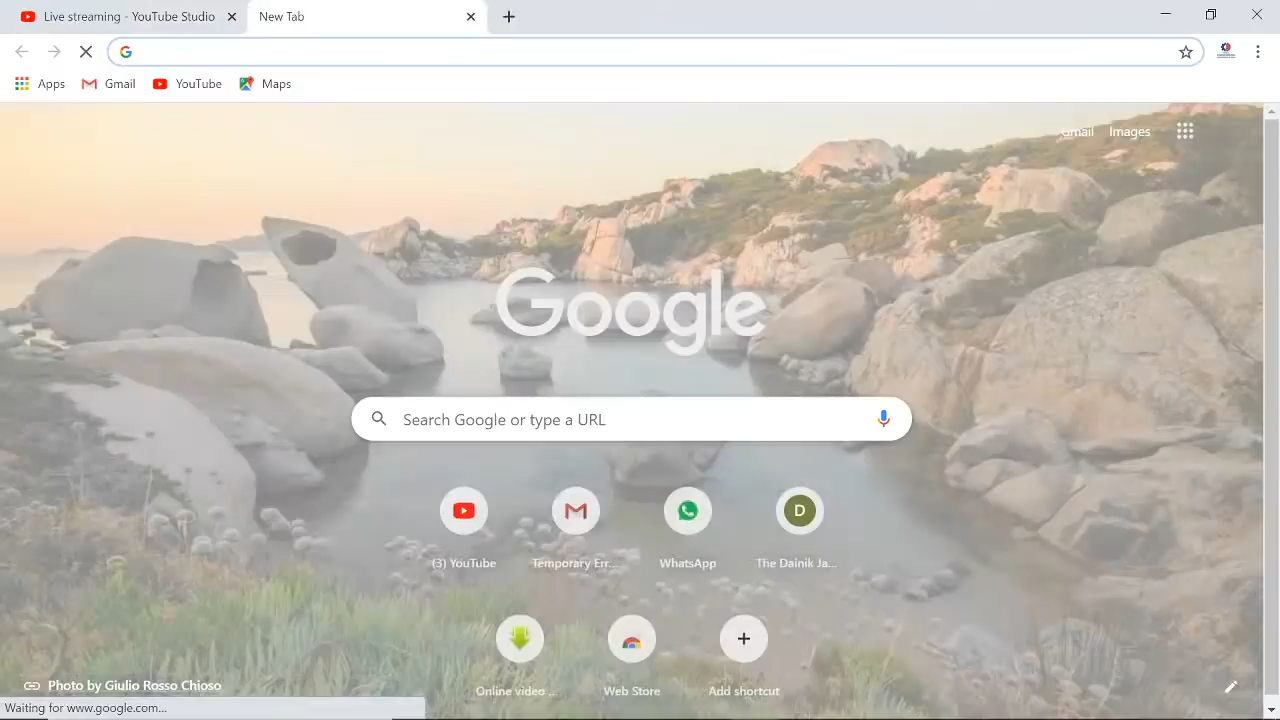 Live streaming - YouTube Studio
New Tab
Apps
Gmail
YouTube
Maps
Gmail
Images
Google
Search Google or type a URL
(3) YouTube
Temporary Err...
WhatsApp
D
The Dainik Ja...
Online video ...
Web Store
Add shortcut
Photo by Giulio Rosso Chioso
Waiting for www.google.com...